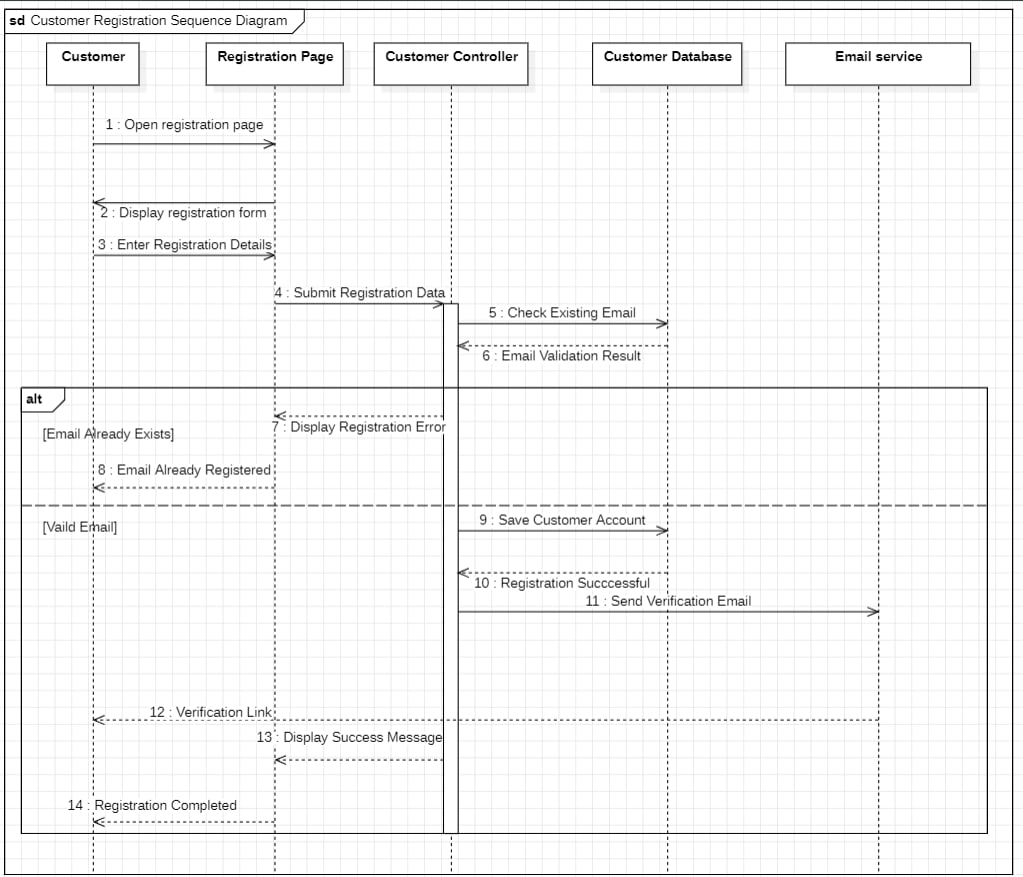 sd Customer Registration Sequence Diagram
Customer
Registration Page
Customer Controller
Customer Database
Email service
1 : Open registration page
2 : Display registration form
3 : Enter Registration Details
4 : Submit Registration Data
5 : Check Existing Email
6 : Email Validation Result
alt
7 : Display Registration Error
[Email Already Exists]
8 : Email Already Registered
9 : Save Customer Account
[Vaild Email]
10 : Registration Succcessful
11 : Send Verification Email
12 : Verification Link
13 : Display Success Message
14 : Registration Completed